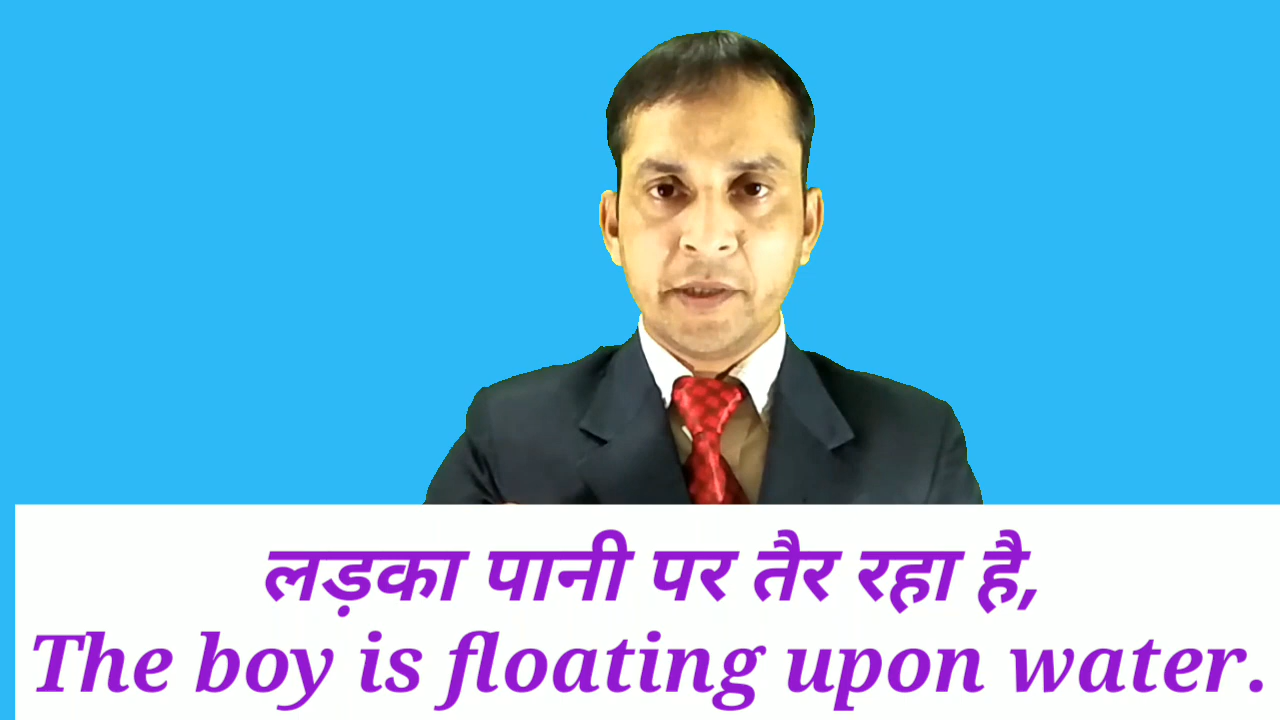 लड़का पानी पर तैर रहा है,
The boy is floating upon water.